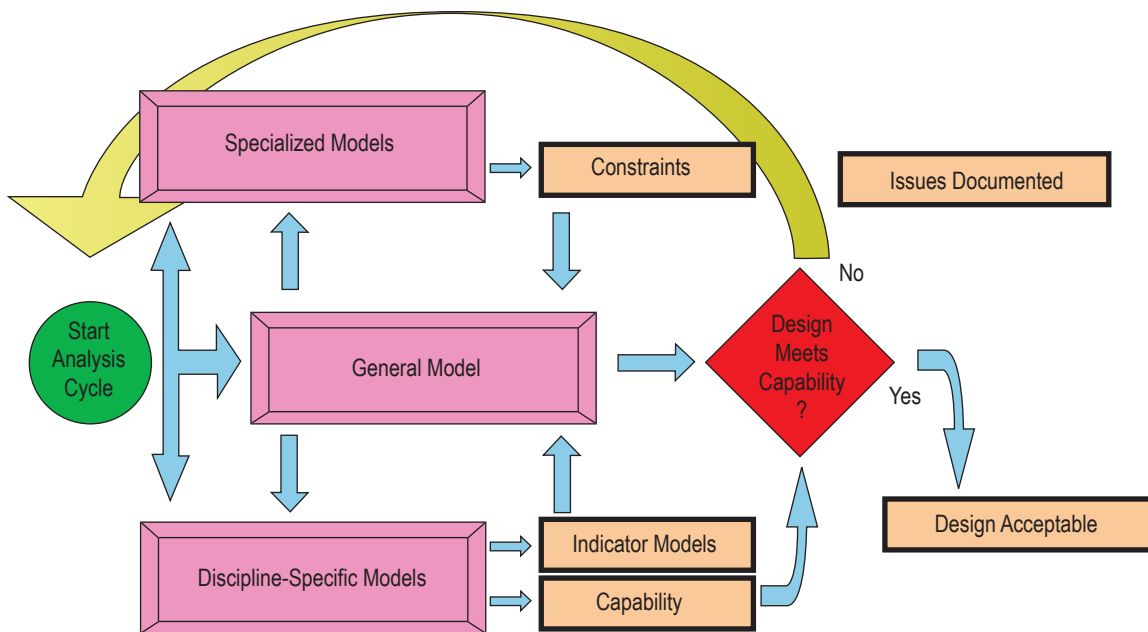 Specialized Models
Constraints
Issues Documented
No
Start
Analysis
Cycle
General Model
Design
Meets
Capability
?
Yes
Design Acceptable
Discipline-Specific Models
Indicator Models
Capability